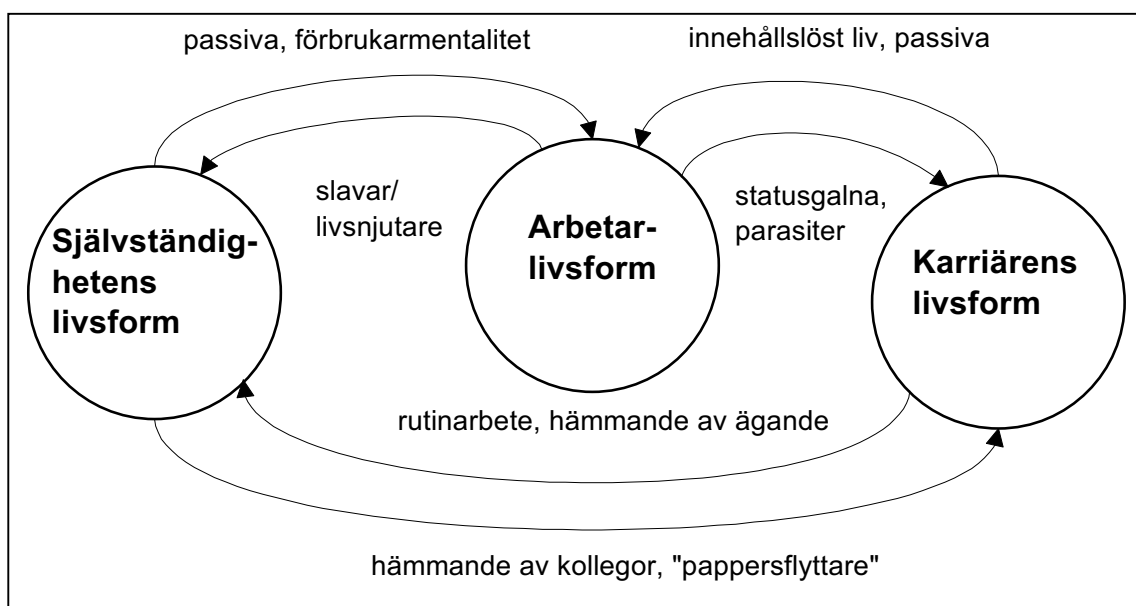 passiva, förbrukarmentalitet
innehållslöst liv, passiva
slavar/
livsnjutare
statusgalna,
parasiter
Självständig-
hetens
livsform
Arbetar-
livsform
Karriärens
livsform
rutinarbete, hämmande av ägande
hämmande av kollegor, "pappersflyttare"